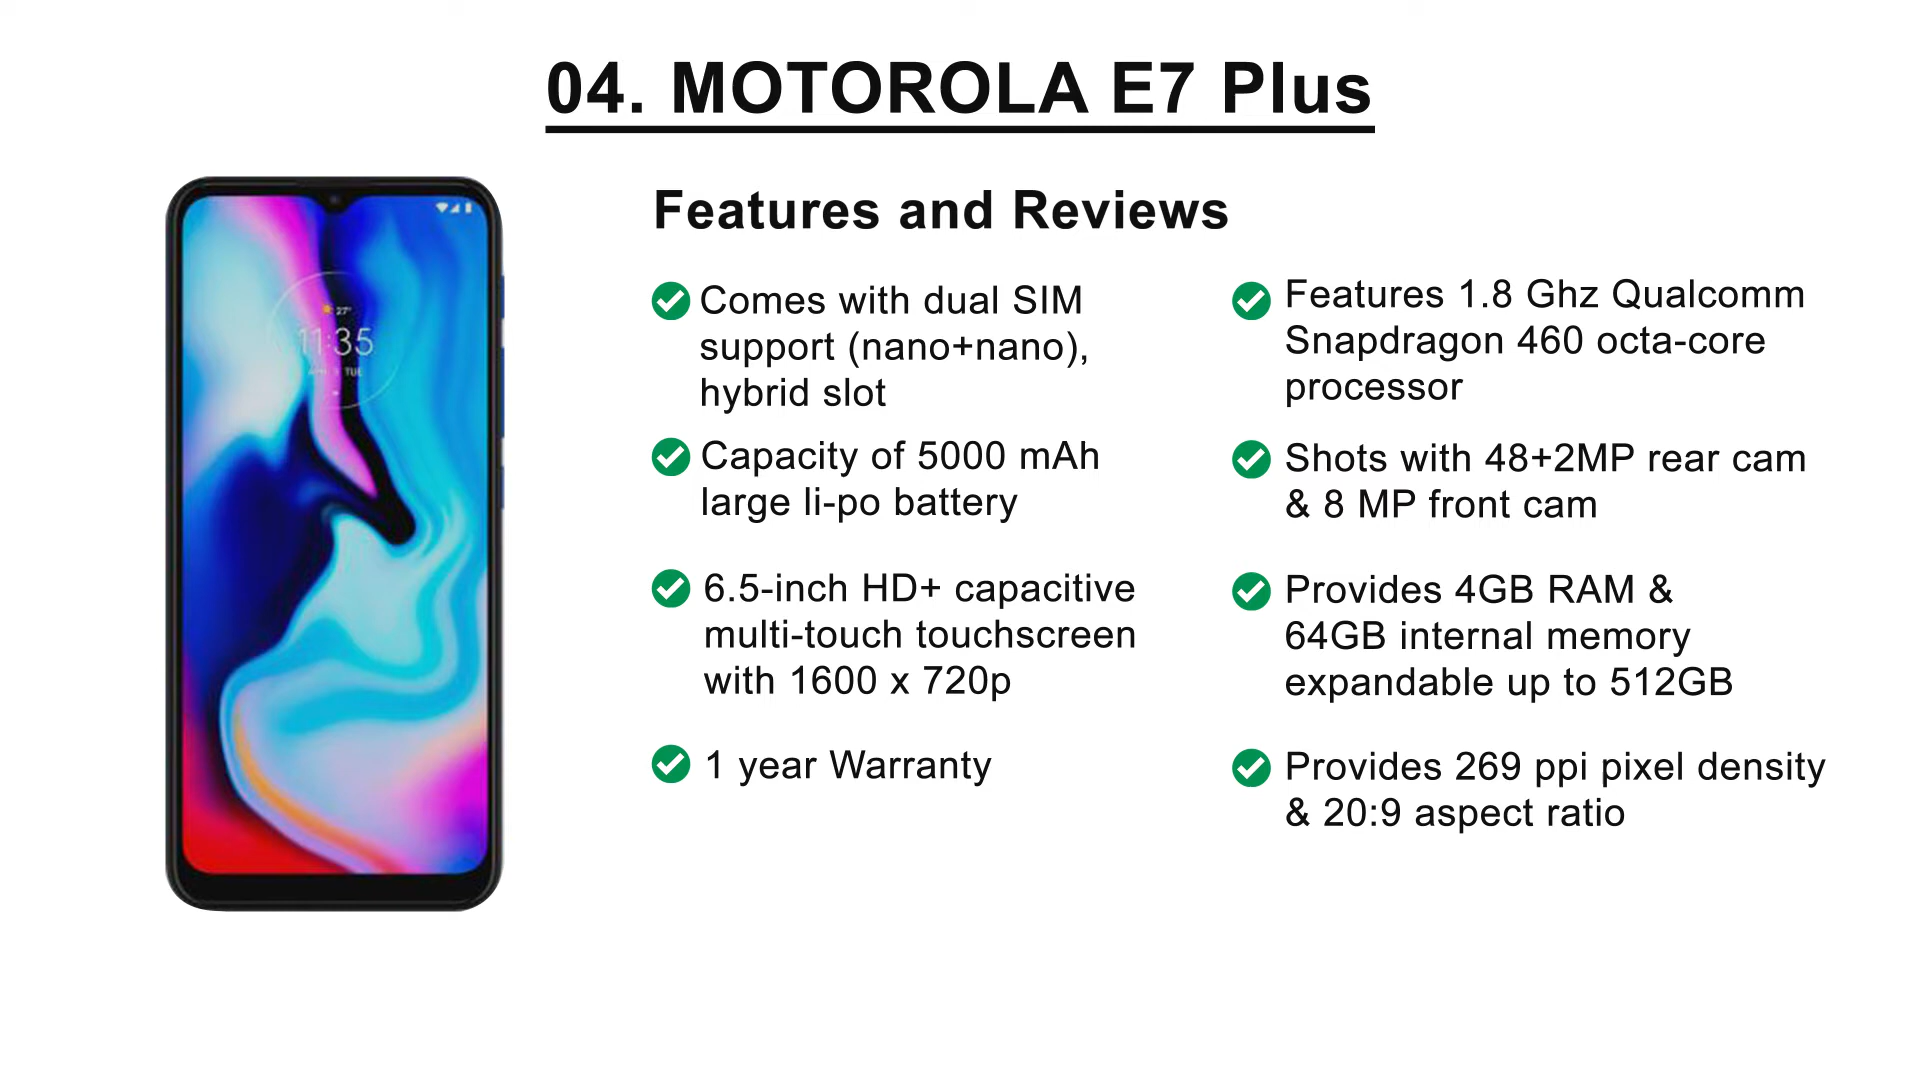 04. MOTOROLA E7 Plus
Features and Reviews
Comes with dual SIM
support (nano+nano),
hybrid slot
Capacity of 5000 mAh
large li-po battery
6.5-inch HD+ capacitive
multi-touch touchscreen
with 1600 x 720p
1 year Warranty
Features 1.8 Ghz Qualcomm
Snapdragon 460 octa-core
processor
Shots with 48+2MP rear cam
& 8 MP front cam
Provides 4GB RAM &
64GB internal memory
expandable up to 512GB
Provides 269 ppi pixel density
& 20:9 aspect ratio
27°
11:35
TUE